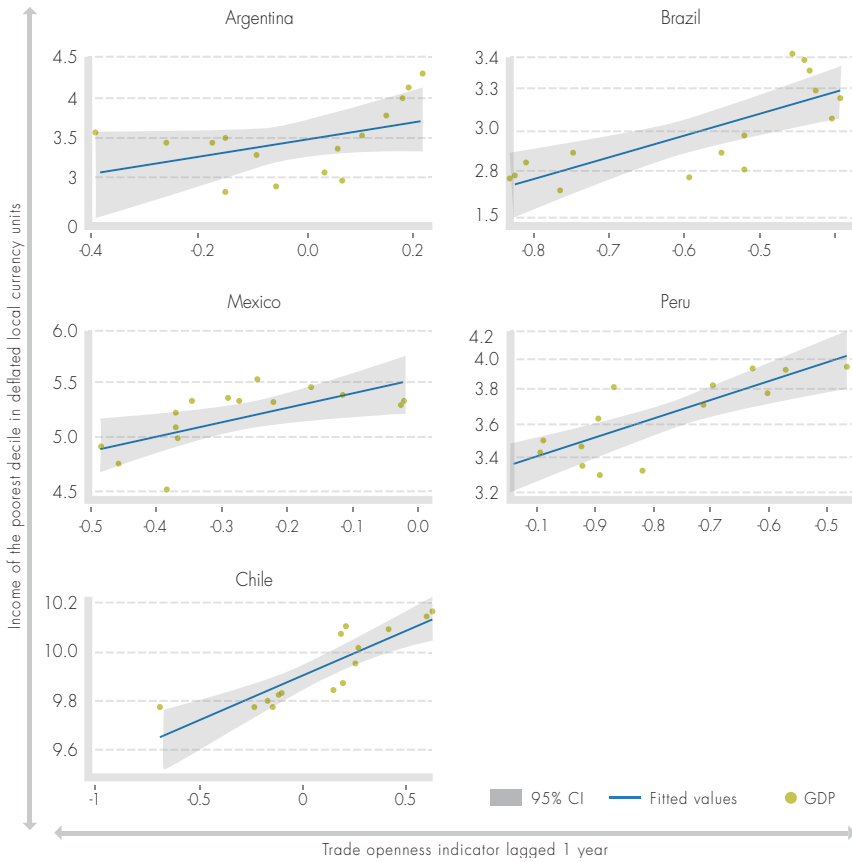 Argentina
4.5
4
3.5
3
0
-0.4 -0.2 0.0 0.2
Brazil
3.4
3.3
3.0
2.8
1.5
-0.8 -0.7 -0.6 -0.5
Mexico
6.0
5.5
5.0
4.5
-0.5 -0.4 -0.3 -0.2 -0.1 0.0
Peru
4.2
4.0
3.8
3.6
3.4
3.2
-0.1 -0.9 -0.8 -0.7 -0.6 -0.5
Chile
10.2
10.0
9.8
9.6
-1 -0.5 0 0.5
95% CI Fitted values GDP
Income of the poorest decile in deflated local currency units
Trade openness indicator lagged 1 year